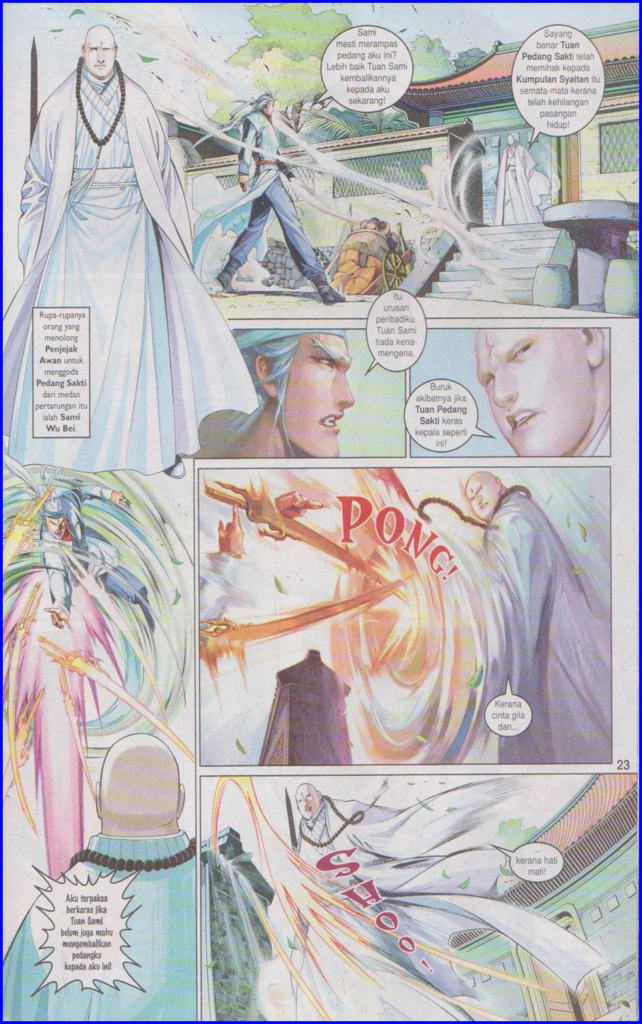 Sami
mesti merampas
pedang aku ini?
Lebih baik Tuan Sami
kembalikannya
kepada aku
sekarang!
Sayang
benar Tuan
Pedang Sakti telah
memihak kepada
Kumpulan Syaitan itu
semata-mata kerana
telah kehilangan
pasangan
hidup!
Rupa-rupanya
orang yang
menolong
Penjejak
Awan untuk
menggoda
Pedang Sakti
dari medan
pertarungan itu
ialah Sami
Wu Bei.
Itu
urusan
peribadiku.
Tuan Sami
tiada kena-
mengena.
Buruk
akibatnya jika
Tuan Pedang
Sakti keras
kepala seperti
ini!
PONG!
Kerana
cinta gila
dan...
23
Aku terpaksa
berkeras jika
Tuan Sami
belum juga mahu
mengembalikan
pedangku
kepada aku ini!
SHOOO!
kerana hati
mati!